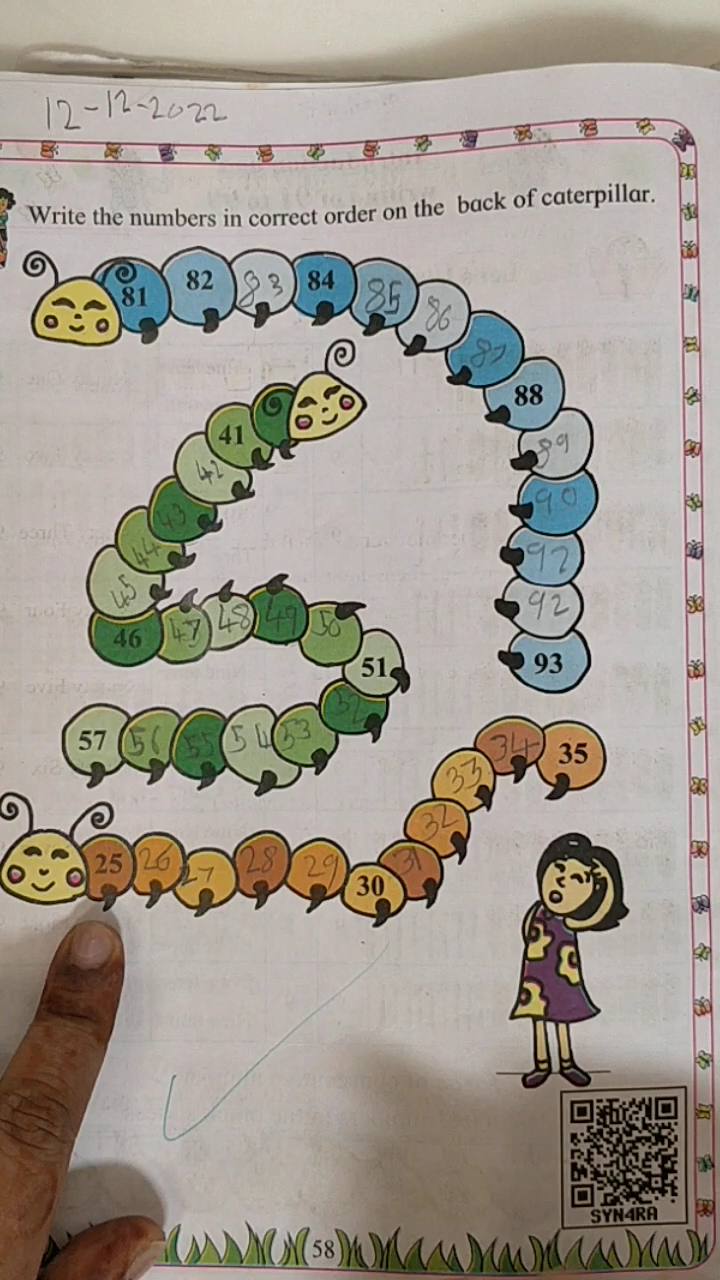 12-12-2022
Write the numbers in correct order on the back of caterpillar.
81 82 83 84 85 86 87 88 89 90 97 92 93
41 42 43 44 45 46 47 48 49 50 51 52 53 54 55 56 57
25 26 27 28 29 30 31 32 33 34 35
SYN4RA
58